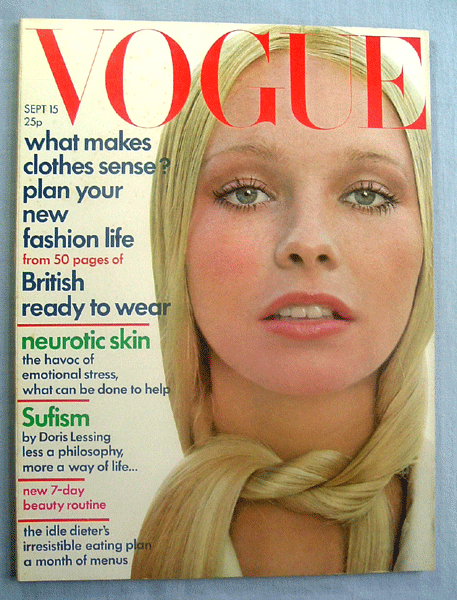 VOGUE
SEPT 15
25p
what makes
clothes sense?
plan your
new
fashion life
from 50 pages of
British
ready to wear
neurotic skin
the havoc of
emotional stress,
what can be done to help
Sufism
by Doris Lessing
less a philosophy,
more a way of life...
new 7-day
beauty routine
the idle dieter's
irresistible eating plan
a month of menus